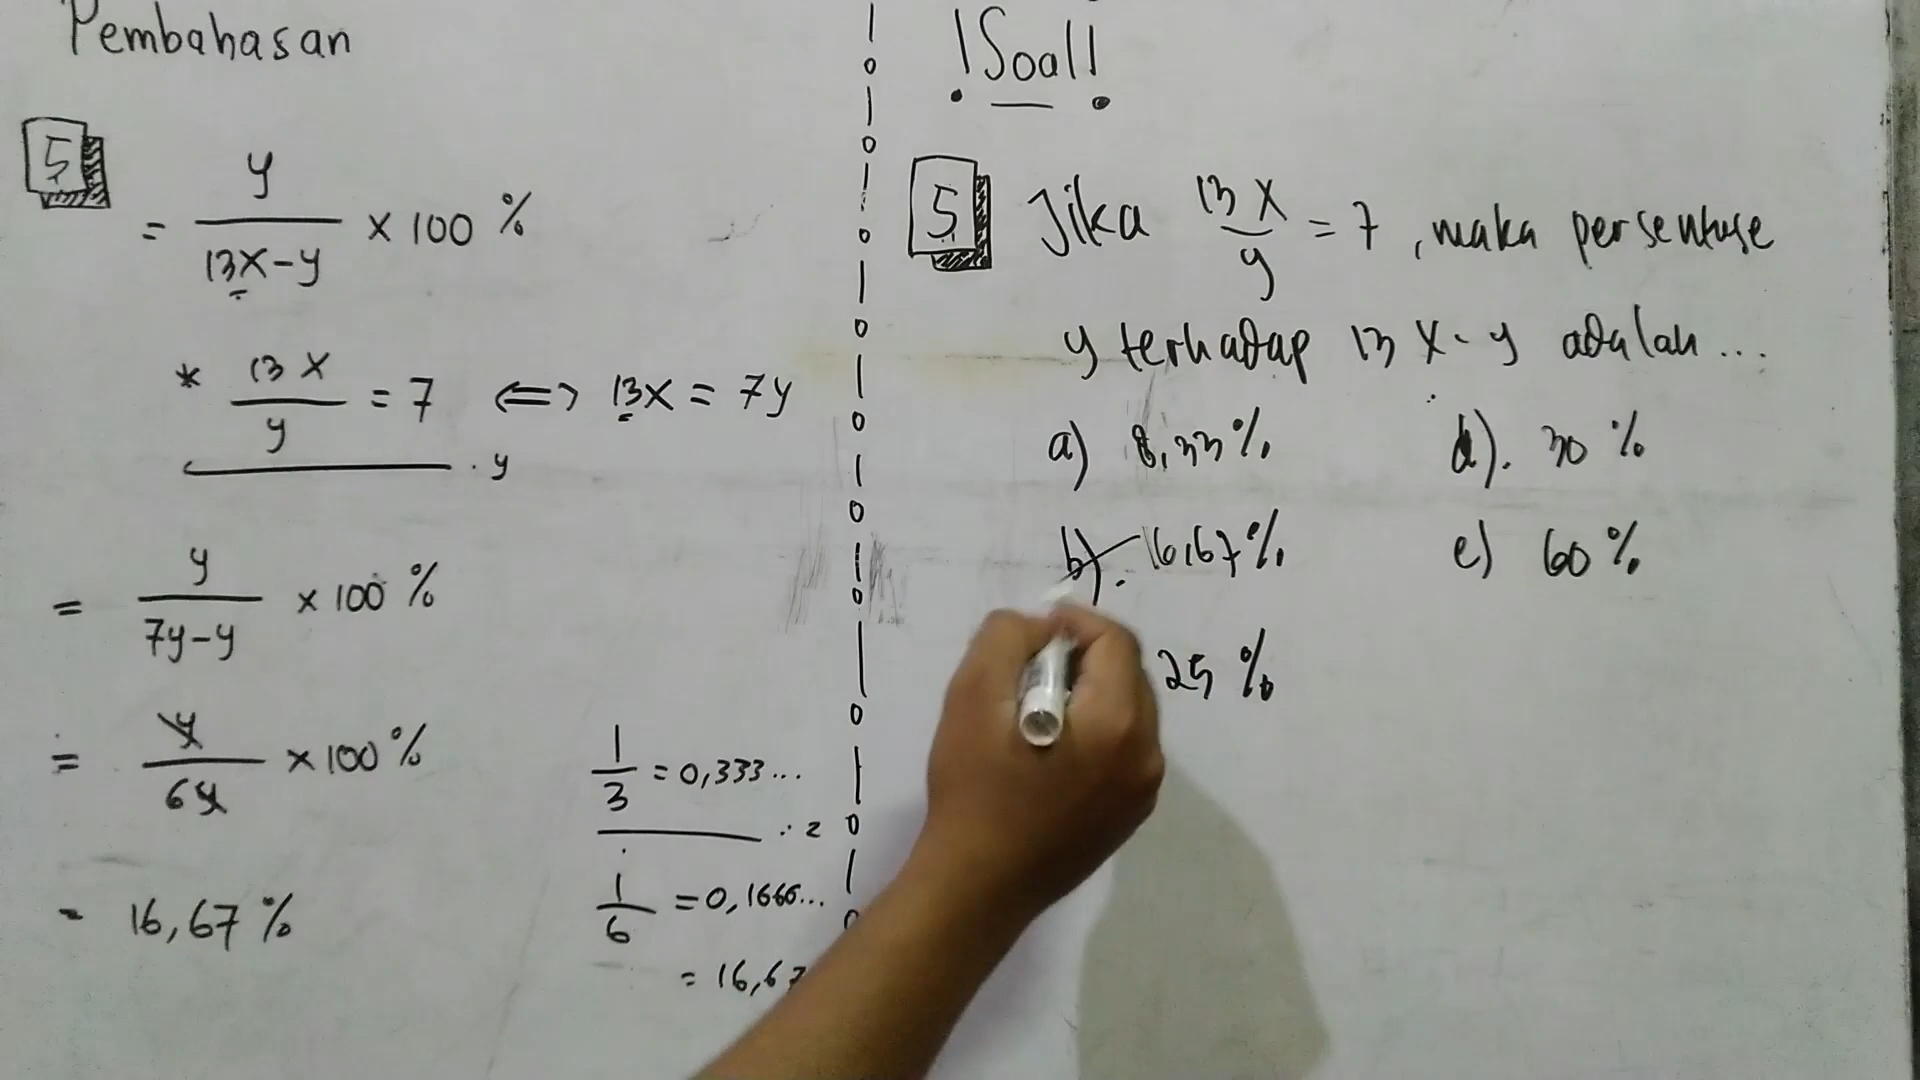 Pembahasan
5
= y / 13x-y × 100 %
* 13x / y = 7 ⟺ 13x = 7y
. y
= y / 7y-y × 100 %
= y / 6y × 100 %
= 16,67 %
1/3 = 0,333...
: 2
1/6 = 0,1666...
= 16,67
! Soal !
5 Jika 13x / y = 7 , maka persentase
y terhadap 13x-y adalah ...
a) 8,33 %
b). 16,67 %
25 %
d). 30 %
e) 60 %